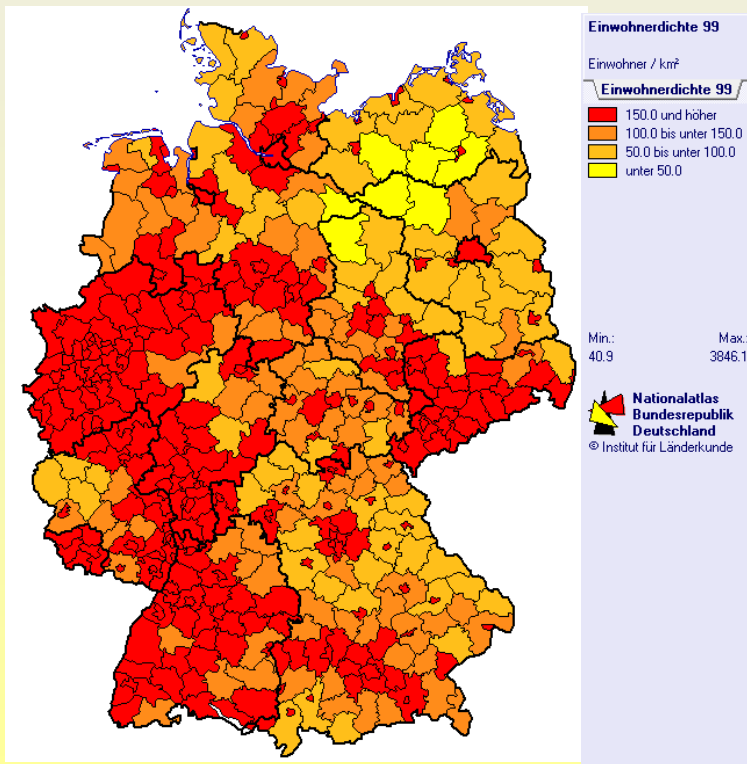 Einwohnerdichte 99
Einwohner / km²
Einwohnerdichte 99
150.0 und höher
100.0 bis unter 150.0
50.0 bis unter 100.0
unter 50.0
Min.: Max.:
40.9 3846.1
Nationalatlas
Bundesrepublik
Deutschland
© Institut für Länderkunde